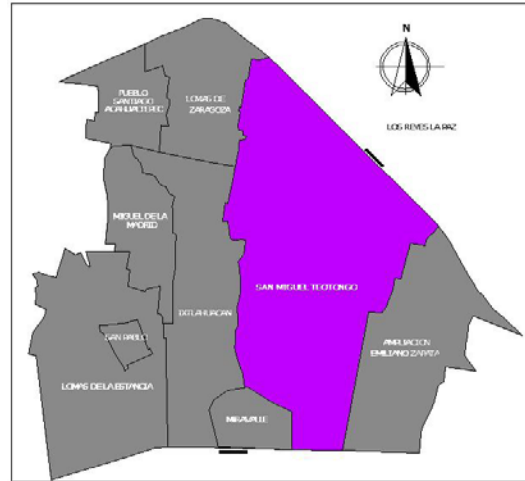 N
LOS REYES LA PAZ
PUEBLO
SANTIAGO
ACAHUALTEPEC
LOMAS DE
ZARAGOZA
MIGUEL DE LA
MADRID
SAN MIGUEL TEOTONGO
IXTLAHUACAN
SAN PABLO
AMPLIACION
EMILIANO ZAPATA
LOMAS DE LA ESTANCIA
MIRAVALLE